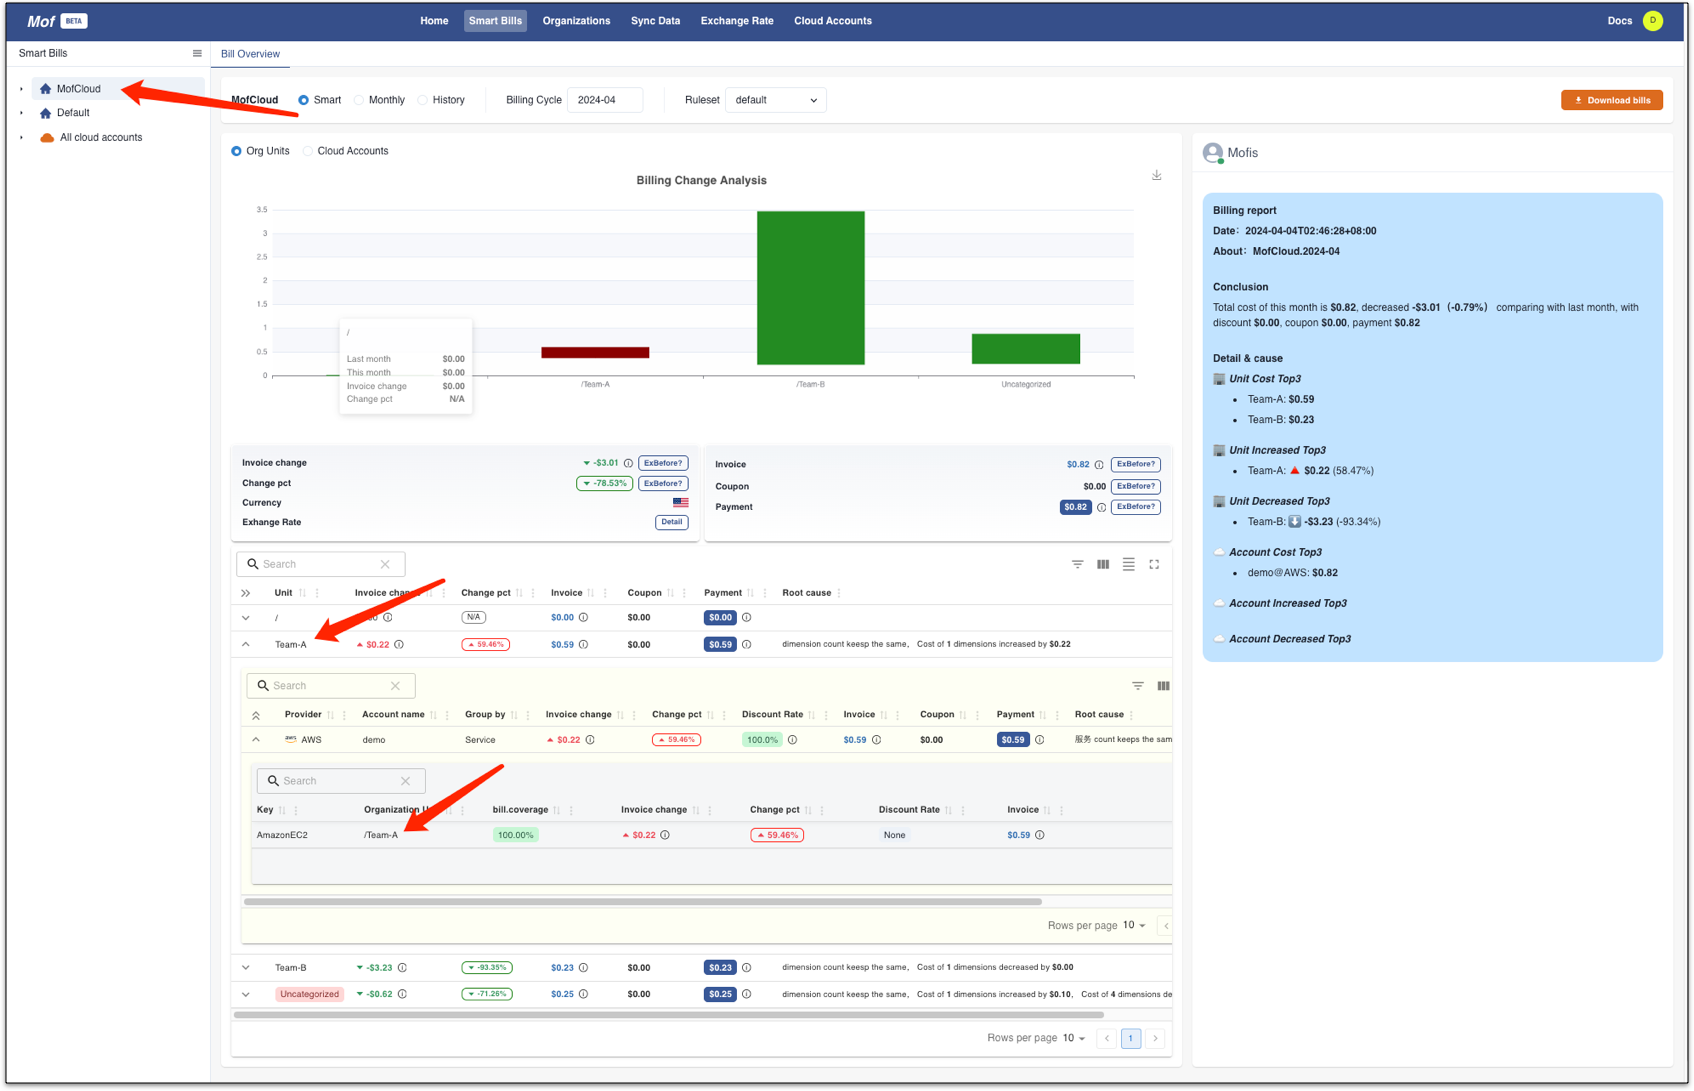 Mof BETA
Home Smart Bills Organizations Sync Data Exchange Rate Cloud Accounts Docs D
Smart Bills
Bill Overview
MofCloud
Default
All cloud accounts
MofCloud Smart Monthly History Billing Cycle 2024-04 Ruleset default Download bills
Org Units Cloud Accounts
Billing Change Analysis
3.5
3
2.5
2
1.5
1
0.5
0
/
Last month $0.00
This month $0.00
Invoice change $0.00
Change pct N/A
/Team-A /Team-B Uncategorized
Invoice change -$3.01 ExBefore?
Change pct -78.53% ExBefore?
Currency
Exhange Rate Detail
Invoice $0.82 ExBefore?
Coupon $0.00 ExBefore?
Payment $0.82 ExBefore?
Search
Unit Invoice change Change pct Invoice Coupon Payment Root cause
/ N/A $0.00 $0.00 $0.00
Team-A $0.22 59.46% $0.59 $0.00 $0.59 dimension count keesp the same， Cost of 1 dimensions increased by $0.22
Search
Provider Account name Group by Invoice change Change pct Discount Rate Invoice Coupon Payment Root cause
aws AWS demo Service $0.22 59.46% 100.0% $0.59 $0.00 $0.59 服务 count keeps the sam
Search
Key Organization U bill.coverage Invoice change Change pct Discount Rate Invoice
AmazonEC2 /Team-A 100.00% $0.22 59.46% None $0.59
Rows per page 10
Team-B -$3.23 -93.35% $0.23 $0.00 $0.23 dimension count keesp the same， Cost of 1 dimensions decreased by $0.00
Uncategorized -$0.62 -71.26% $0.25 $0.00 $0.25 dimension count keesp the same， Cost of 1 dimensions increased by $0.10， Cost of 4 dimensions de
Rows per page 10 1
Mofis
Billing report
Date： 2024-04-04T02:46:28+08:00
About： MofCloud.2024-04
Conclusion
Total cost of this month is $0.82, decreased -$3.01（-0.79%） comparing with last month, with
discount $0.00, coupon $0.00, payment $0.82
Detail & cause
Unit Cost Top3
• Team-A: $0.59
• Team-B: $0.23
Unit Increased Top3
• Team-A: $0.22 (58.47%)
Unit Decreased Top3
• Team-B: -$3.23 (-93.34%)
Account Cost Top3
• demo@AWS: $0.82
Account Increased Top3
Account Decreased Top3